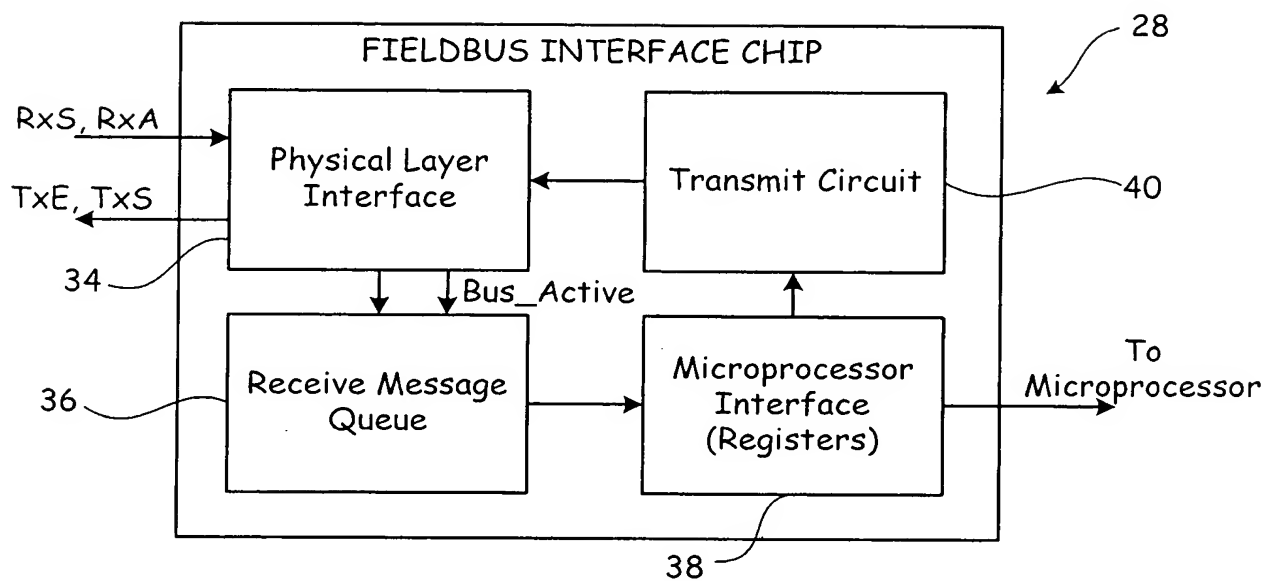 FIELDBUS INTERFACE CHIP
28
RxS, RxA
TxE, TxS
Physical Layer
Interface
Transmit Circuit
40
34
Bus_Active
36
Receive Message
Queue
Microprocessor
Interface
(Registers)
To
Microprocessor
38